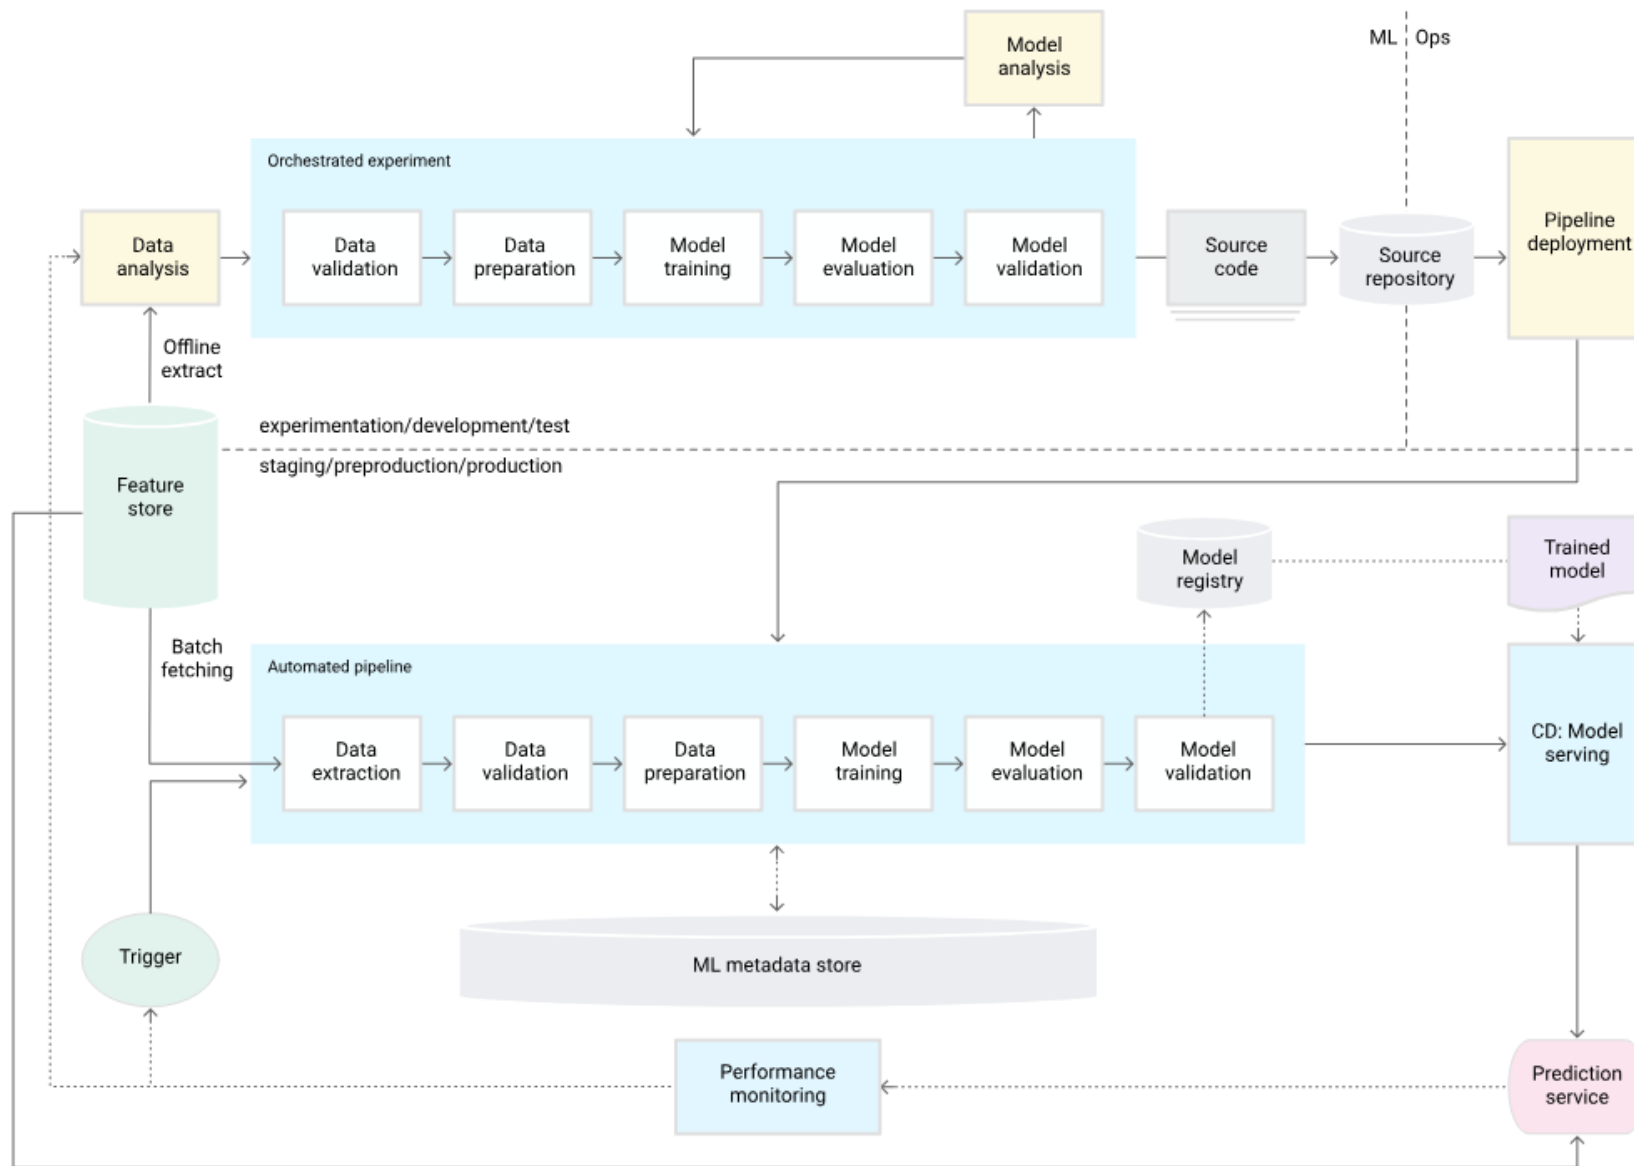 Model
analysis
ML
Ops
Orchestrated experiment
Data
analysis
Data
validation
Data
preparation
Model
training
Model
evaluation
Model
validation
Source
code
Source
repository
Pipeline
deployment
Offline
extract
experimentation/development/test
staging/preproduction/production
Feature
store
Model
registry
Trained
model
Batch
fetching
Automated pipeline
Data
extraction
Data
validation
Data
preparation
Model
training
Model
evaluation
Model
validation
CD: Model
serving
Trigger
ML metadata store
Performance
monitoring
Prediction
service